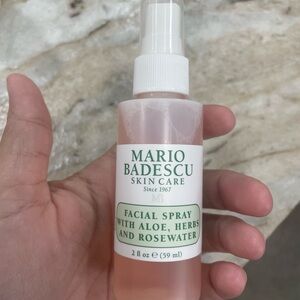 MARIO
BADESCU
SKIN CARE
Since 1967
FACIAL SPRAY
WITH ALOE, HERBS
AND ROSEWATER
2 fl oz ℮ (59 ml)